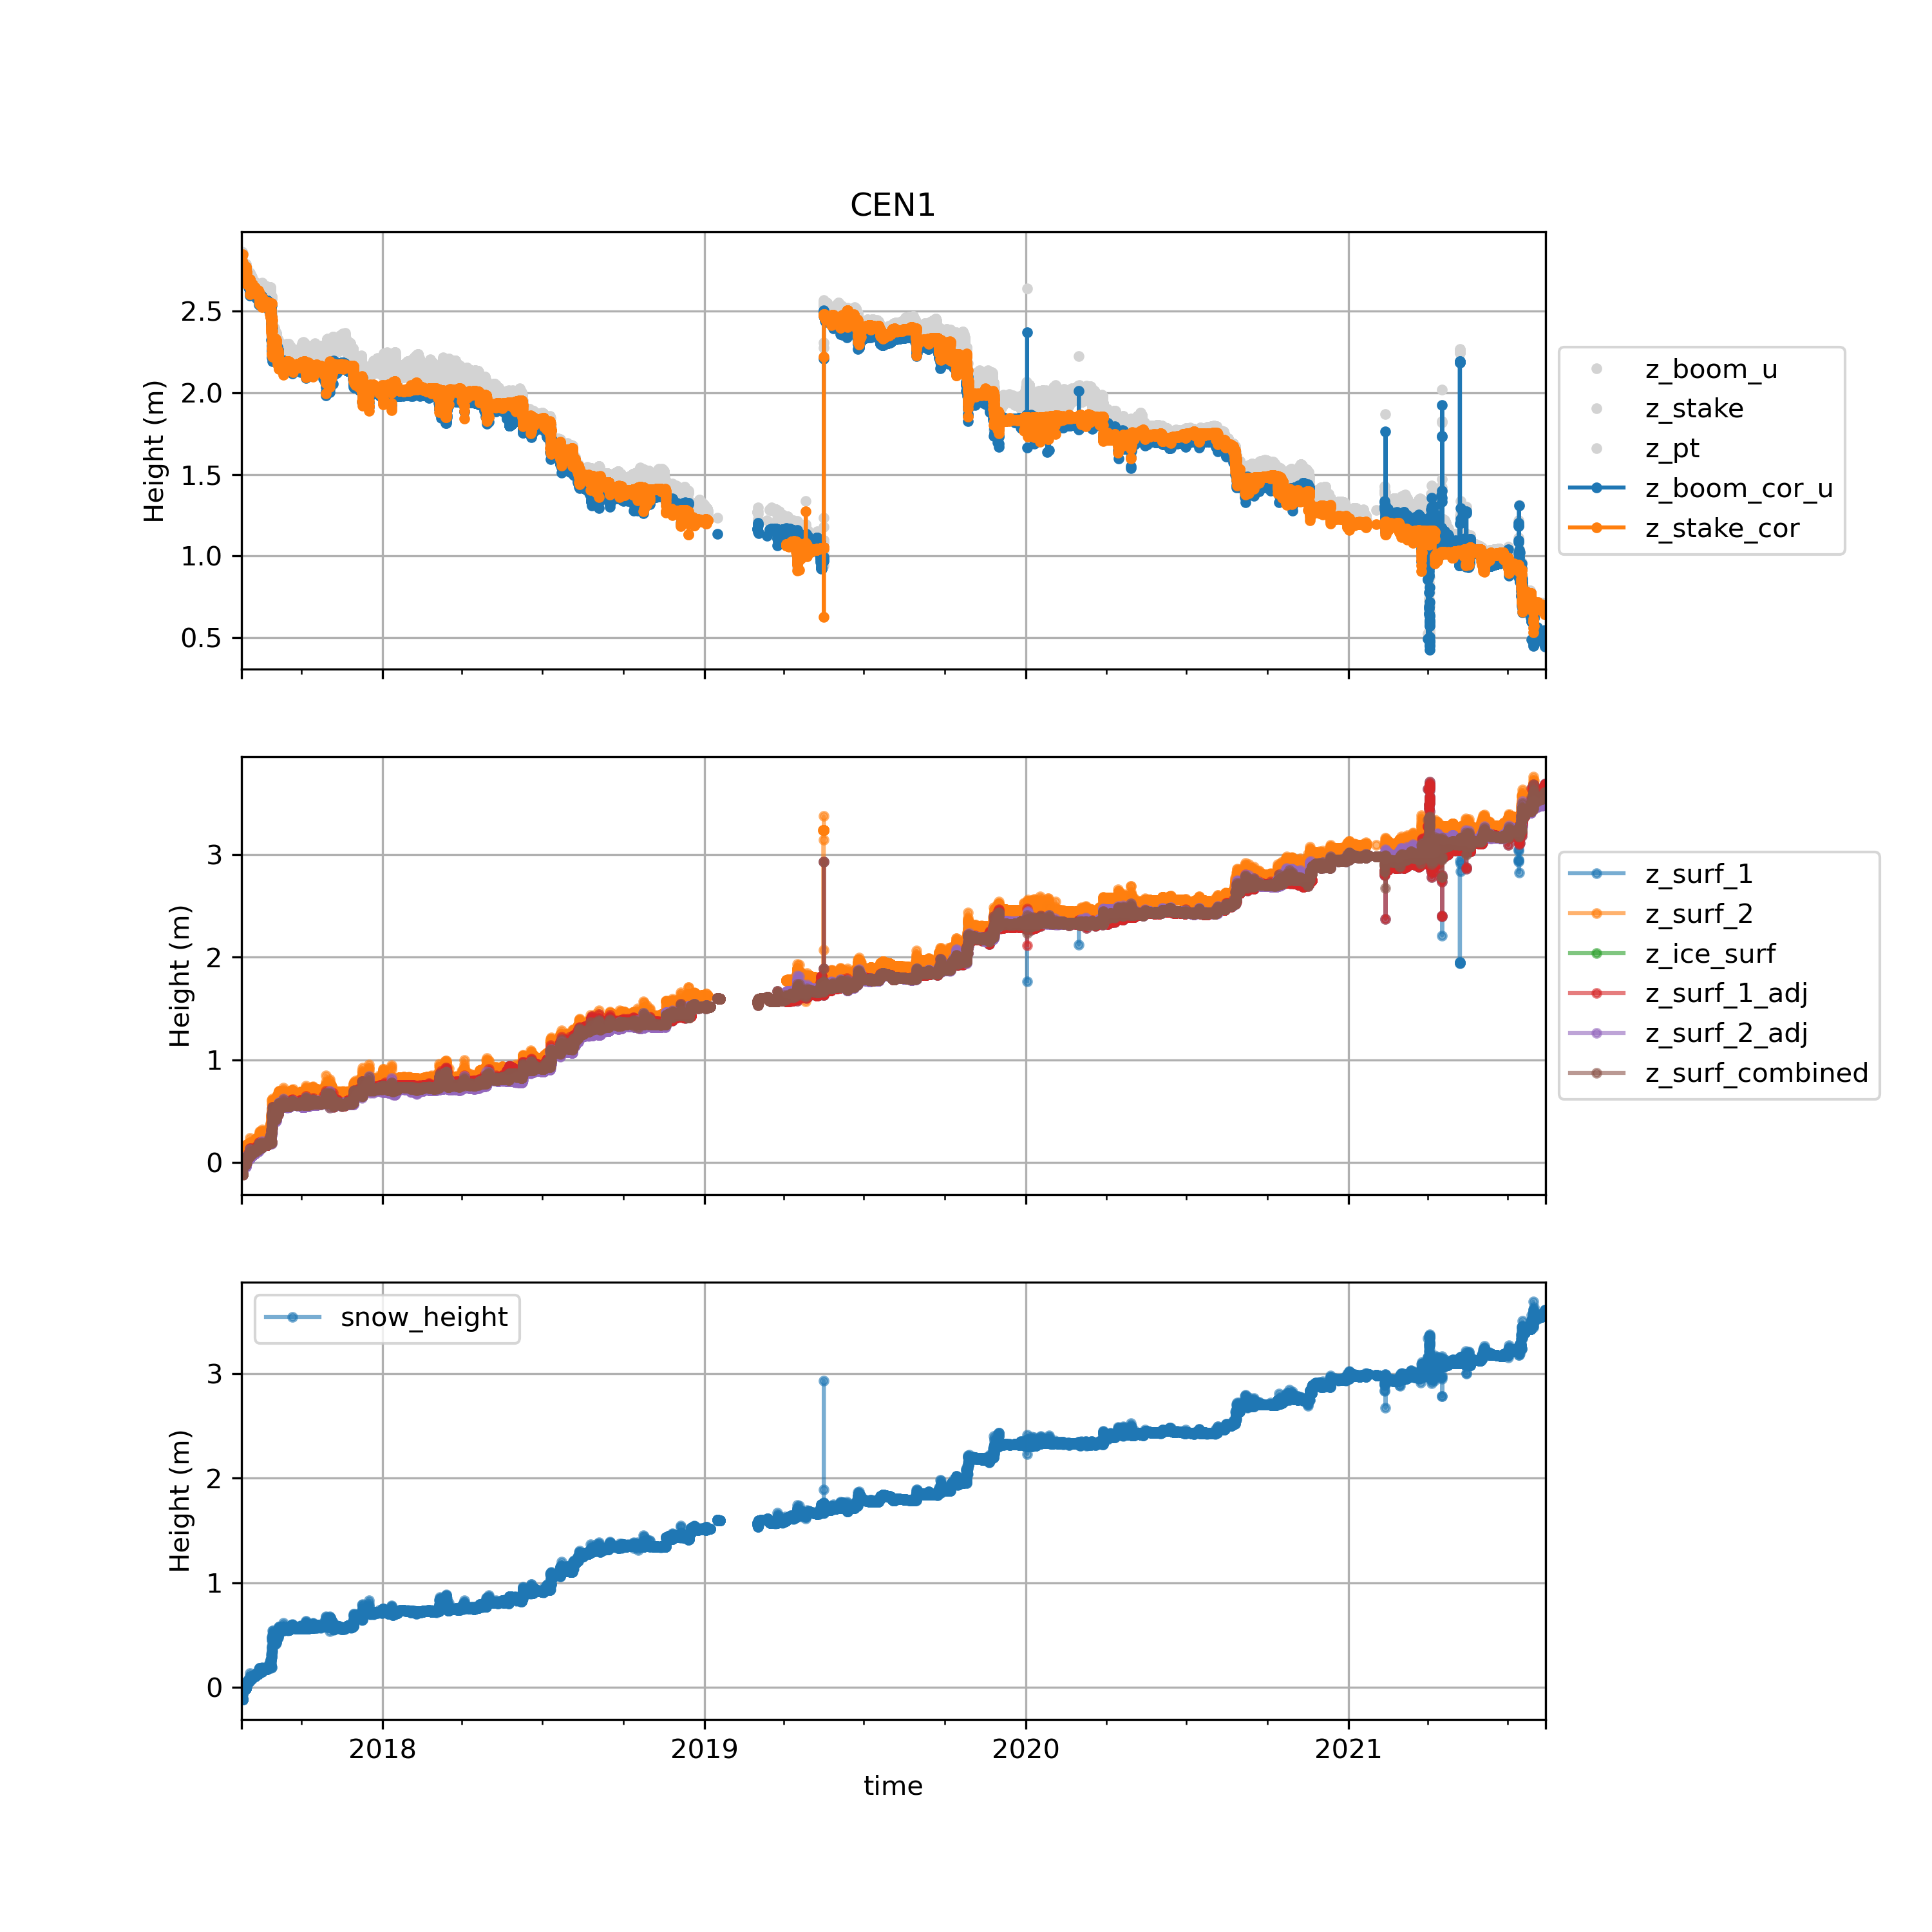 CEN1
Height (m)
2.5
2.0
1.5
1.0
0.5
z_boom_u
z_stake
z_pt
z_boom_cor_u
z_stake_cor
Height (m)
3
2
1
0
z_surf_1
z_surf_2
z_ice_surf
z_surf_1_adj
z_surf_2_adj
z_surf_combined
Height (m)
3
2
1
0
snow_height
2018 2019 2020 2021
time